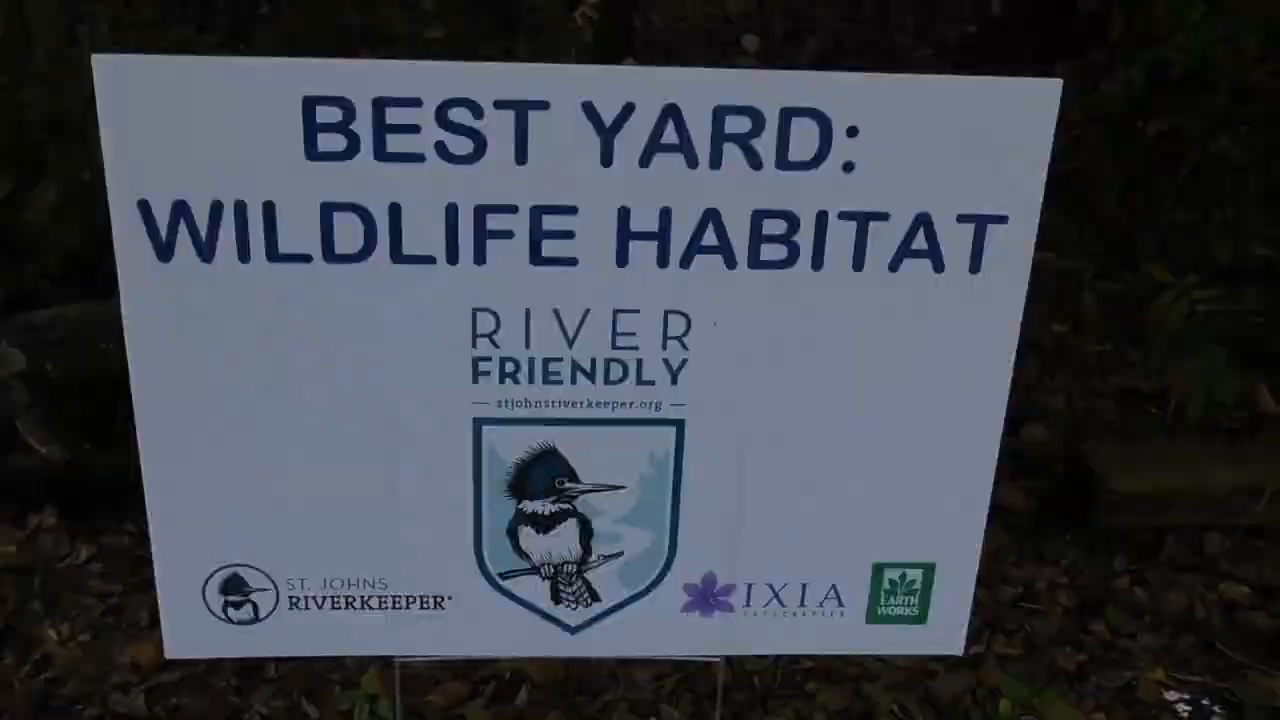 BEST YARD:
WILDLIFE HABITAT
RIVER
FRIENDLY
stjohnsriverkeeper.org
ST. JOHNS
RIVERKEEPER®
IXIA
EARTH
WORKS